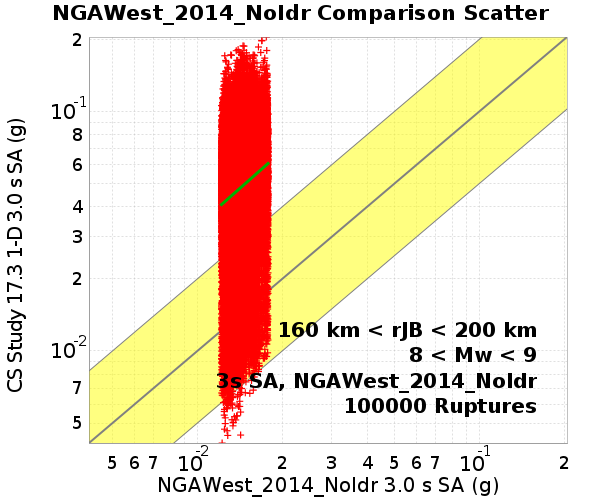 NGAWest_2014_NoIdr Comparison Scatter
2
10-1
8
6
4
3
2
10-2
7
5
CS Study 17.3 1-D 3.0 s SA (g)
160 km < rJB < 200 km
8 < Mw < 9
3s SA, NGAWest_2014_NoIdr
100000 Ruptures
5 6 7 10-2 2 3 4 5 6 7 10-1 2
NGAWest_2014_NoIdr 3.0 s SA (g)